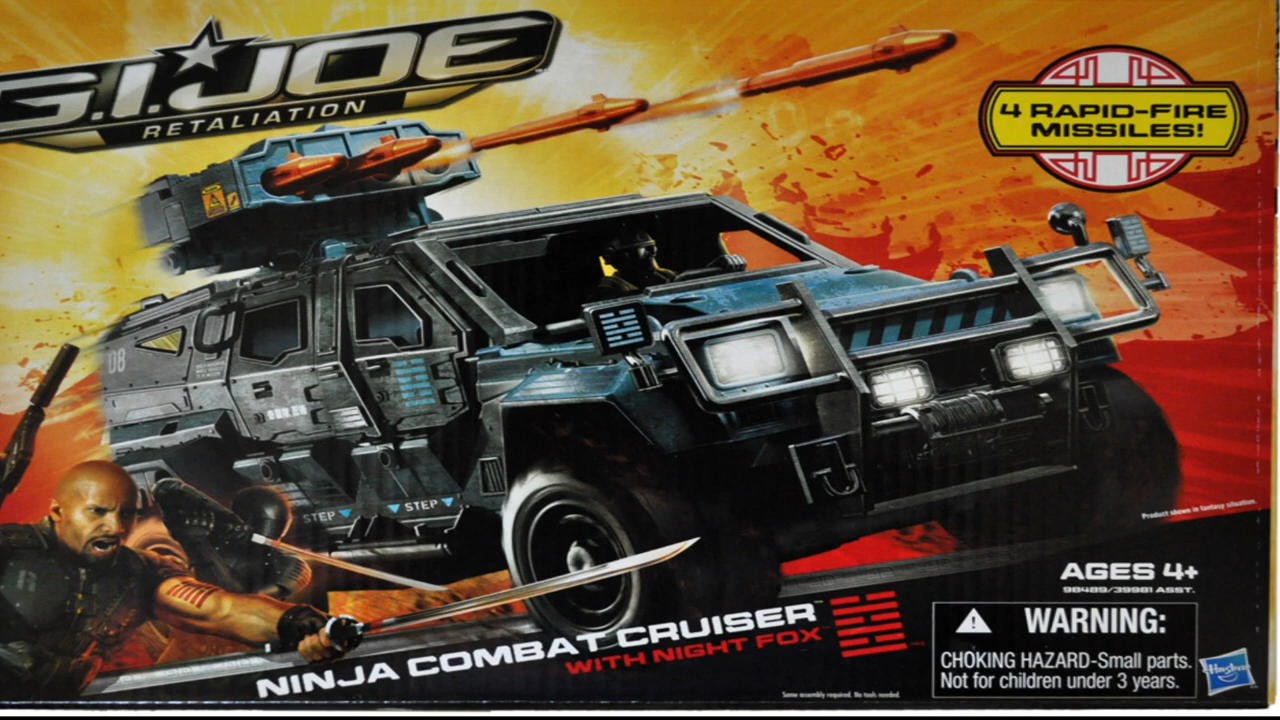 G.I.JOE
RETALIATION
4 RAPID-FIRE
MISSILES!
08
STEP STEP
Product shown in fantasy situation.
AGES 4+
98489/39981 ASST.
NINJA COMBAT CRUISER™
WITH NIGHT FOX™
WARNING:
CHOKING HAZARD-Small parts.
Not for children under 3 years.
Hasbro
Some assembly required. No tools needed.